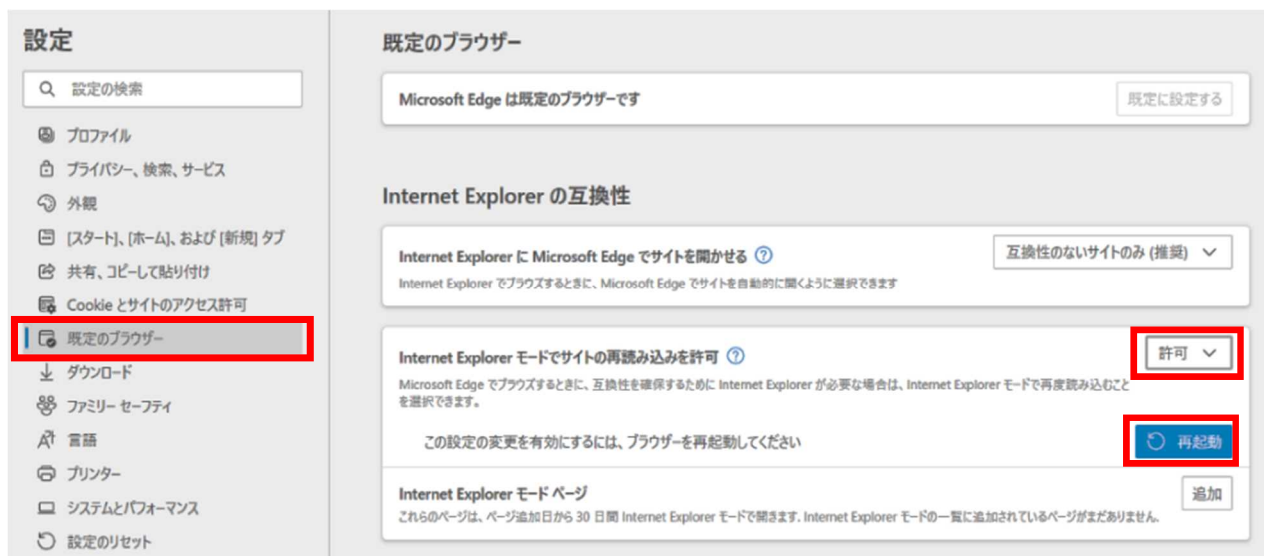 設定
設定の検索
プロファイル
プライバシー、検索、サービス
外観
[スタート]、[ホーム]、および [新規] タブ
共有、コピーして貼り付け
Cookie とサイトのアクセス許可
既定のブラウザー
ダウンロード
ファミリー セーフティ
言語
プリンター
システムとパフォーマンス
設定のリセット
既定のブラウザー
Microsoft Edge は既定のブラウザーです
既定に設定する
Internet Explorer の互換性
Internet Explorer に Microsoft Edge でサイトを開かせる
互換性のないサイトのみ (推奨)
Internet Explorer でブラウズするときに、Microsoft Edge でサイトを自動的に開くように選択できます
Internet Explorer モードでサイトの再読み込みを許可
許可
Microsoft Edge でブラウズするときに、互換性を確保するために Internet Explorer が必要な場合は、Internet Explorer モードで再度読み込むこと
を選択できます。
この設定の変更を有効にするには、ブラウザーを再起動してください
再起動
Internet Explorer モード ページ
追加
これらのページは、ページ追加日から 30 日間 Internet Explorer モードで開きます. Internet Explorer モードの一覧に追加されているページがまだありません.